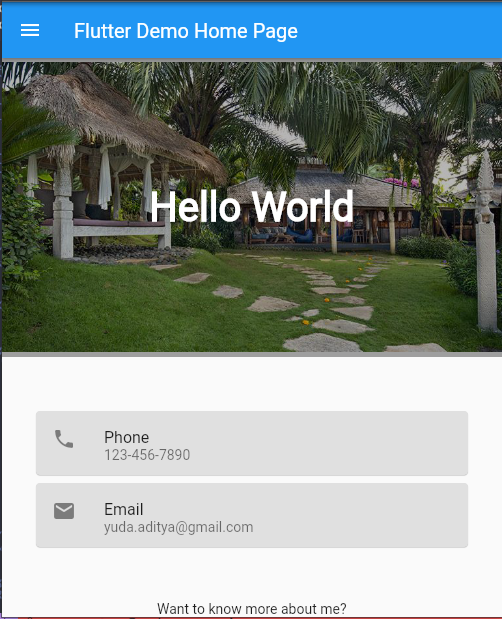 Flutter Demo Home Page
Hello World
Phone
123-456-7890
Email
yuda.aditya@gmail.com
Want to know more about me?